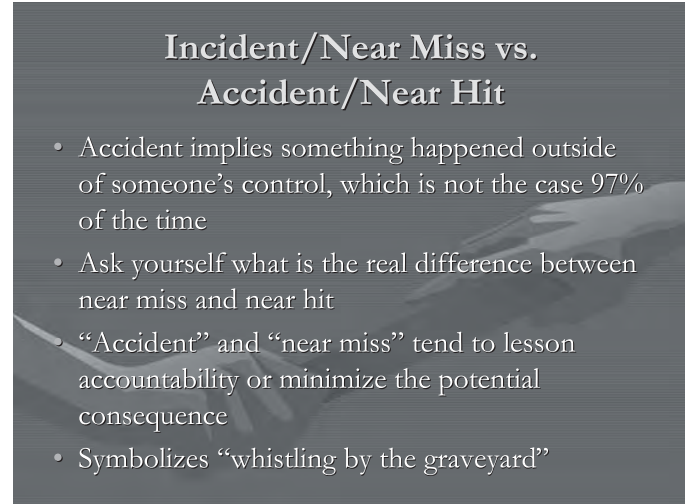 Incident/Near Miss vs.
Accident/Near Hit
• Accident implies something happened outside
of someone’s control, which is not the case 97%
of the time
• Ask yourself what is the real difference between
near miss and near hit
• “Accident” and “near miss” tend to lesson
accountability or minimize the potential
consequence
• Symbolizes “whistling by the graveyard”